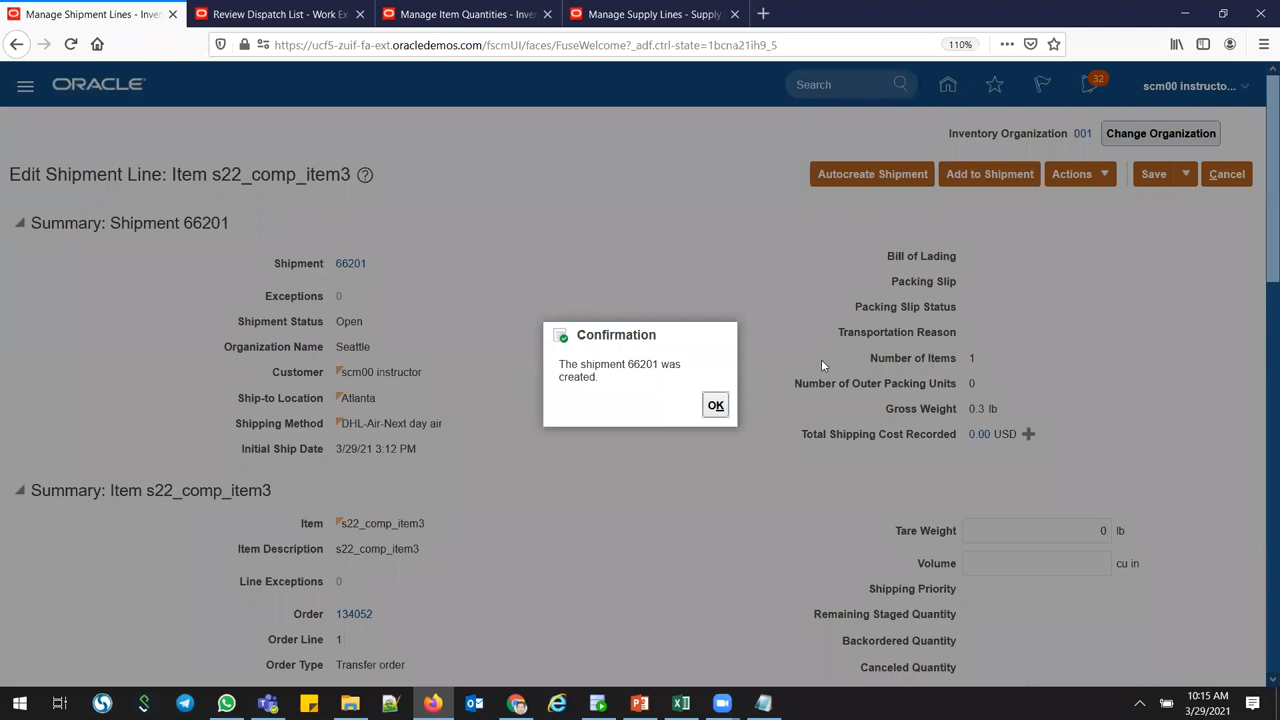 Manage Shipment Lines - Inven
Review Dispatch List - Work Ex
Manage Item Quantities - Inve
Manage Supply Lines - Supply
https://ucf5-zuif-fa-ext.oracledemos.com/fscmUI/faces/FuseWelcome?_adf.ctrl-state=1bcna21ih9_5
110%
ORACLE
Search
32
scm00 instructo...
Inventory Organization 001 Change Organization
Edit Shipment Line: Item s22_comp_item3
Autocreate Shipment Add to Shipment Actions Save Cancel
Summary: Shipment 66201
Shipment 66201
Exceptions 0
Shipment Status Open
Organization Name Seattle
Customer scm00 instructor
Ship-to Location Atlanta
Shipping Method DHL-Air-Next day air
Initial Ship Date 3/29/21 3:12 PM
Bill of Lading
Packing Slip
Packing Slip Status
Transportation Reason
Number of Items 1
Number of Outer Packing Units 0
Gross Weight 0.3 lb
Total Shipping Cost Recorded 0.00 USD
Confirmation
The shipment 66201 was
created.
OK
Summary: Item s22_comp_item3
Item s22_comp_item3
Item Description s22_comp_item3
Line Exceptions 0
Order 134052
Order Line 1
Order Type Transfer order
Tare Weight 0 lb
Volume cu in
Shipping Priority
Remaining Staged Quantity
Backordered Quantity
Canceled Quantity
10:15 AM
3/29/2021